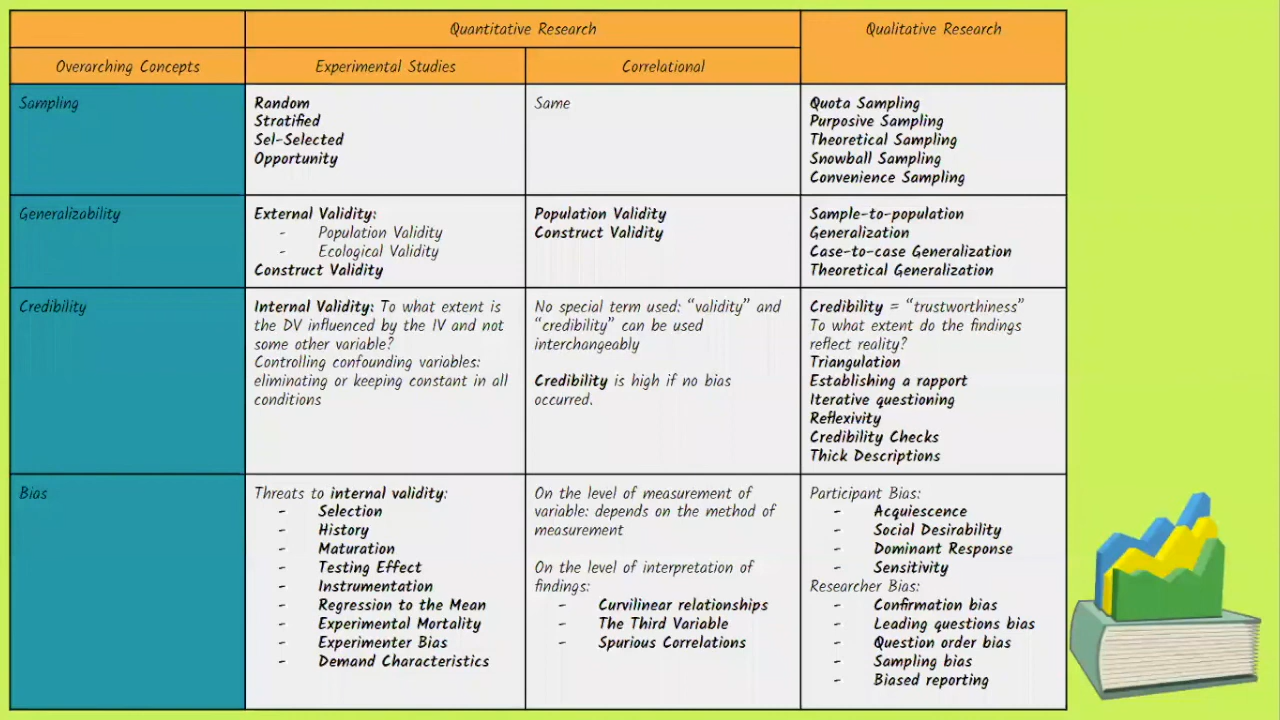 Quantitative Research
Qualitative Research
Overarching Concepts
Experimental Studies
Correlational
Sampling
Random
Stratified
Sel-Selected
Opportunity
Same
Quota Sampling
Purposive Sampling
Theoretical Sampling
Snowball Sampling
Convenience Sampling
Generalizability
External Validity:
- Population Validity
- Ecological Validity
Construct Validity
Population Validity
Construct Validity
Sample-to-population
Generalization
Case-to-case Generalization
Theoretical Generalization
Credibility
Internal Validity: To what extent is
the DV influenced by the IV and not
some other variable?
Controlling confounding variables:
eliminating or keeping constant in all
conditions
No special term used: “validity” and
“credibility” can be used
interchangeably
Credibility is high if no bias
occurred.
Credibility = “trustworthiness”
To what extent do the findings
reflect reality?
Triangulation
Establishing a rapport
Iterative questioning
Reflexivity
Credibility Checks
Thick Descriptions
Bias
Threats to internal validity:
- Selection
- History
- Maturation
- Testing Effect
- Instrumentation
- Regression to the Mean
- Experimental Mortality
- Experimenter Bias
- Demand Characteristics
On the level of measurement of
variable: depends on the method of
measurement
On the level of interpretation of
findings:
- Curvilinear relationships
- The Third Variable
- Spurious Correlations
Participant Bias:
- Acquiescence
- Social Desirability
- Dominant Response
- Sensitivity
Researcher Bias:
- Confirmation bias
- Leading questions bias
- Question order bias
- Sampling bias
- Biased reporting